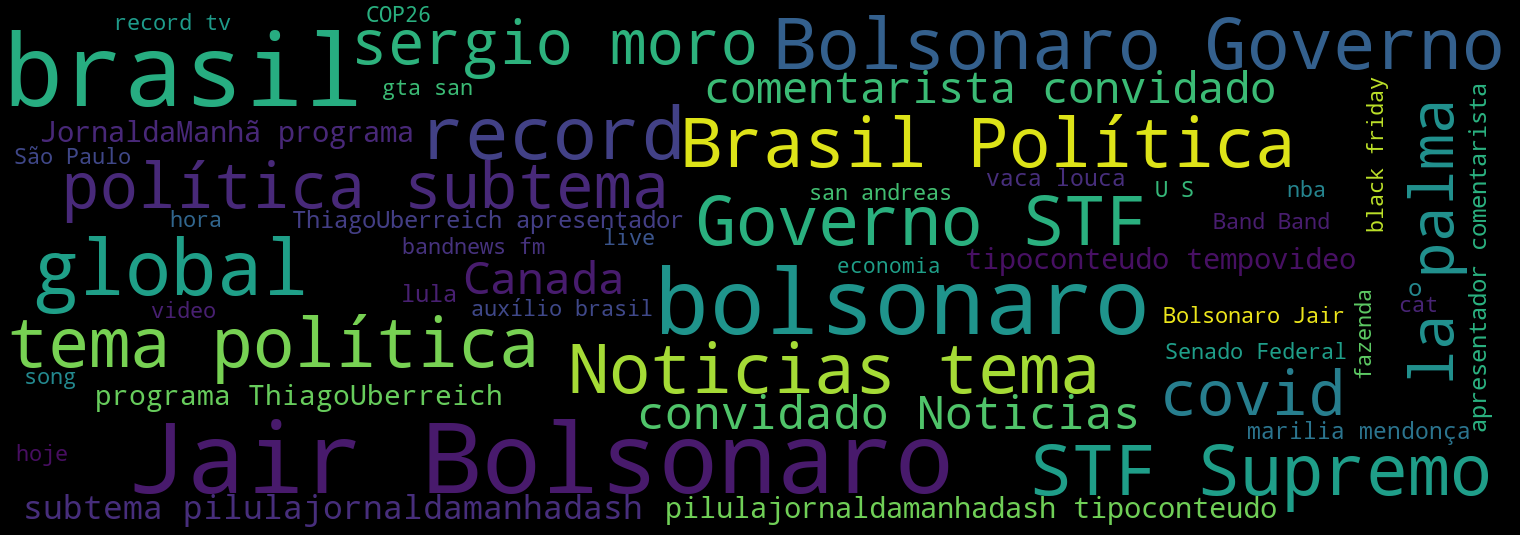 record tv
COP26
brasil
sergio moro
Bolsonaro Governo
gta san
comentarista convidado
JornaldaManhã programa
record
Brasil Política
black friday
la palma
apresentador comentarista
São Paulo
política subtema
san andreas
vaca louca
U S
nba
hora
ThiagoUberreich apresentador
live
Governo STF
Band Band
bandnews fm
global
Canada
economia
tipoconteudo tempovideo
lula
auxílio brasil
bolsonaro
o
cat
video
Bolsonaro Jair
fazenda
tema política
Noticias tema
Senado Federal
song
programa ThiagoUberreich
covid
convidado Noticias
marilia mendonça
hoje
Jair Bolsonaro
STF Supremo
subtema pilulajornaldamanhadash
pilulajornaldamanhadash tipoconteudo